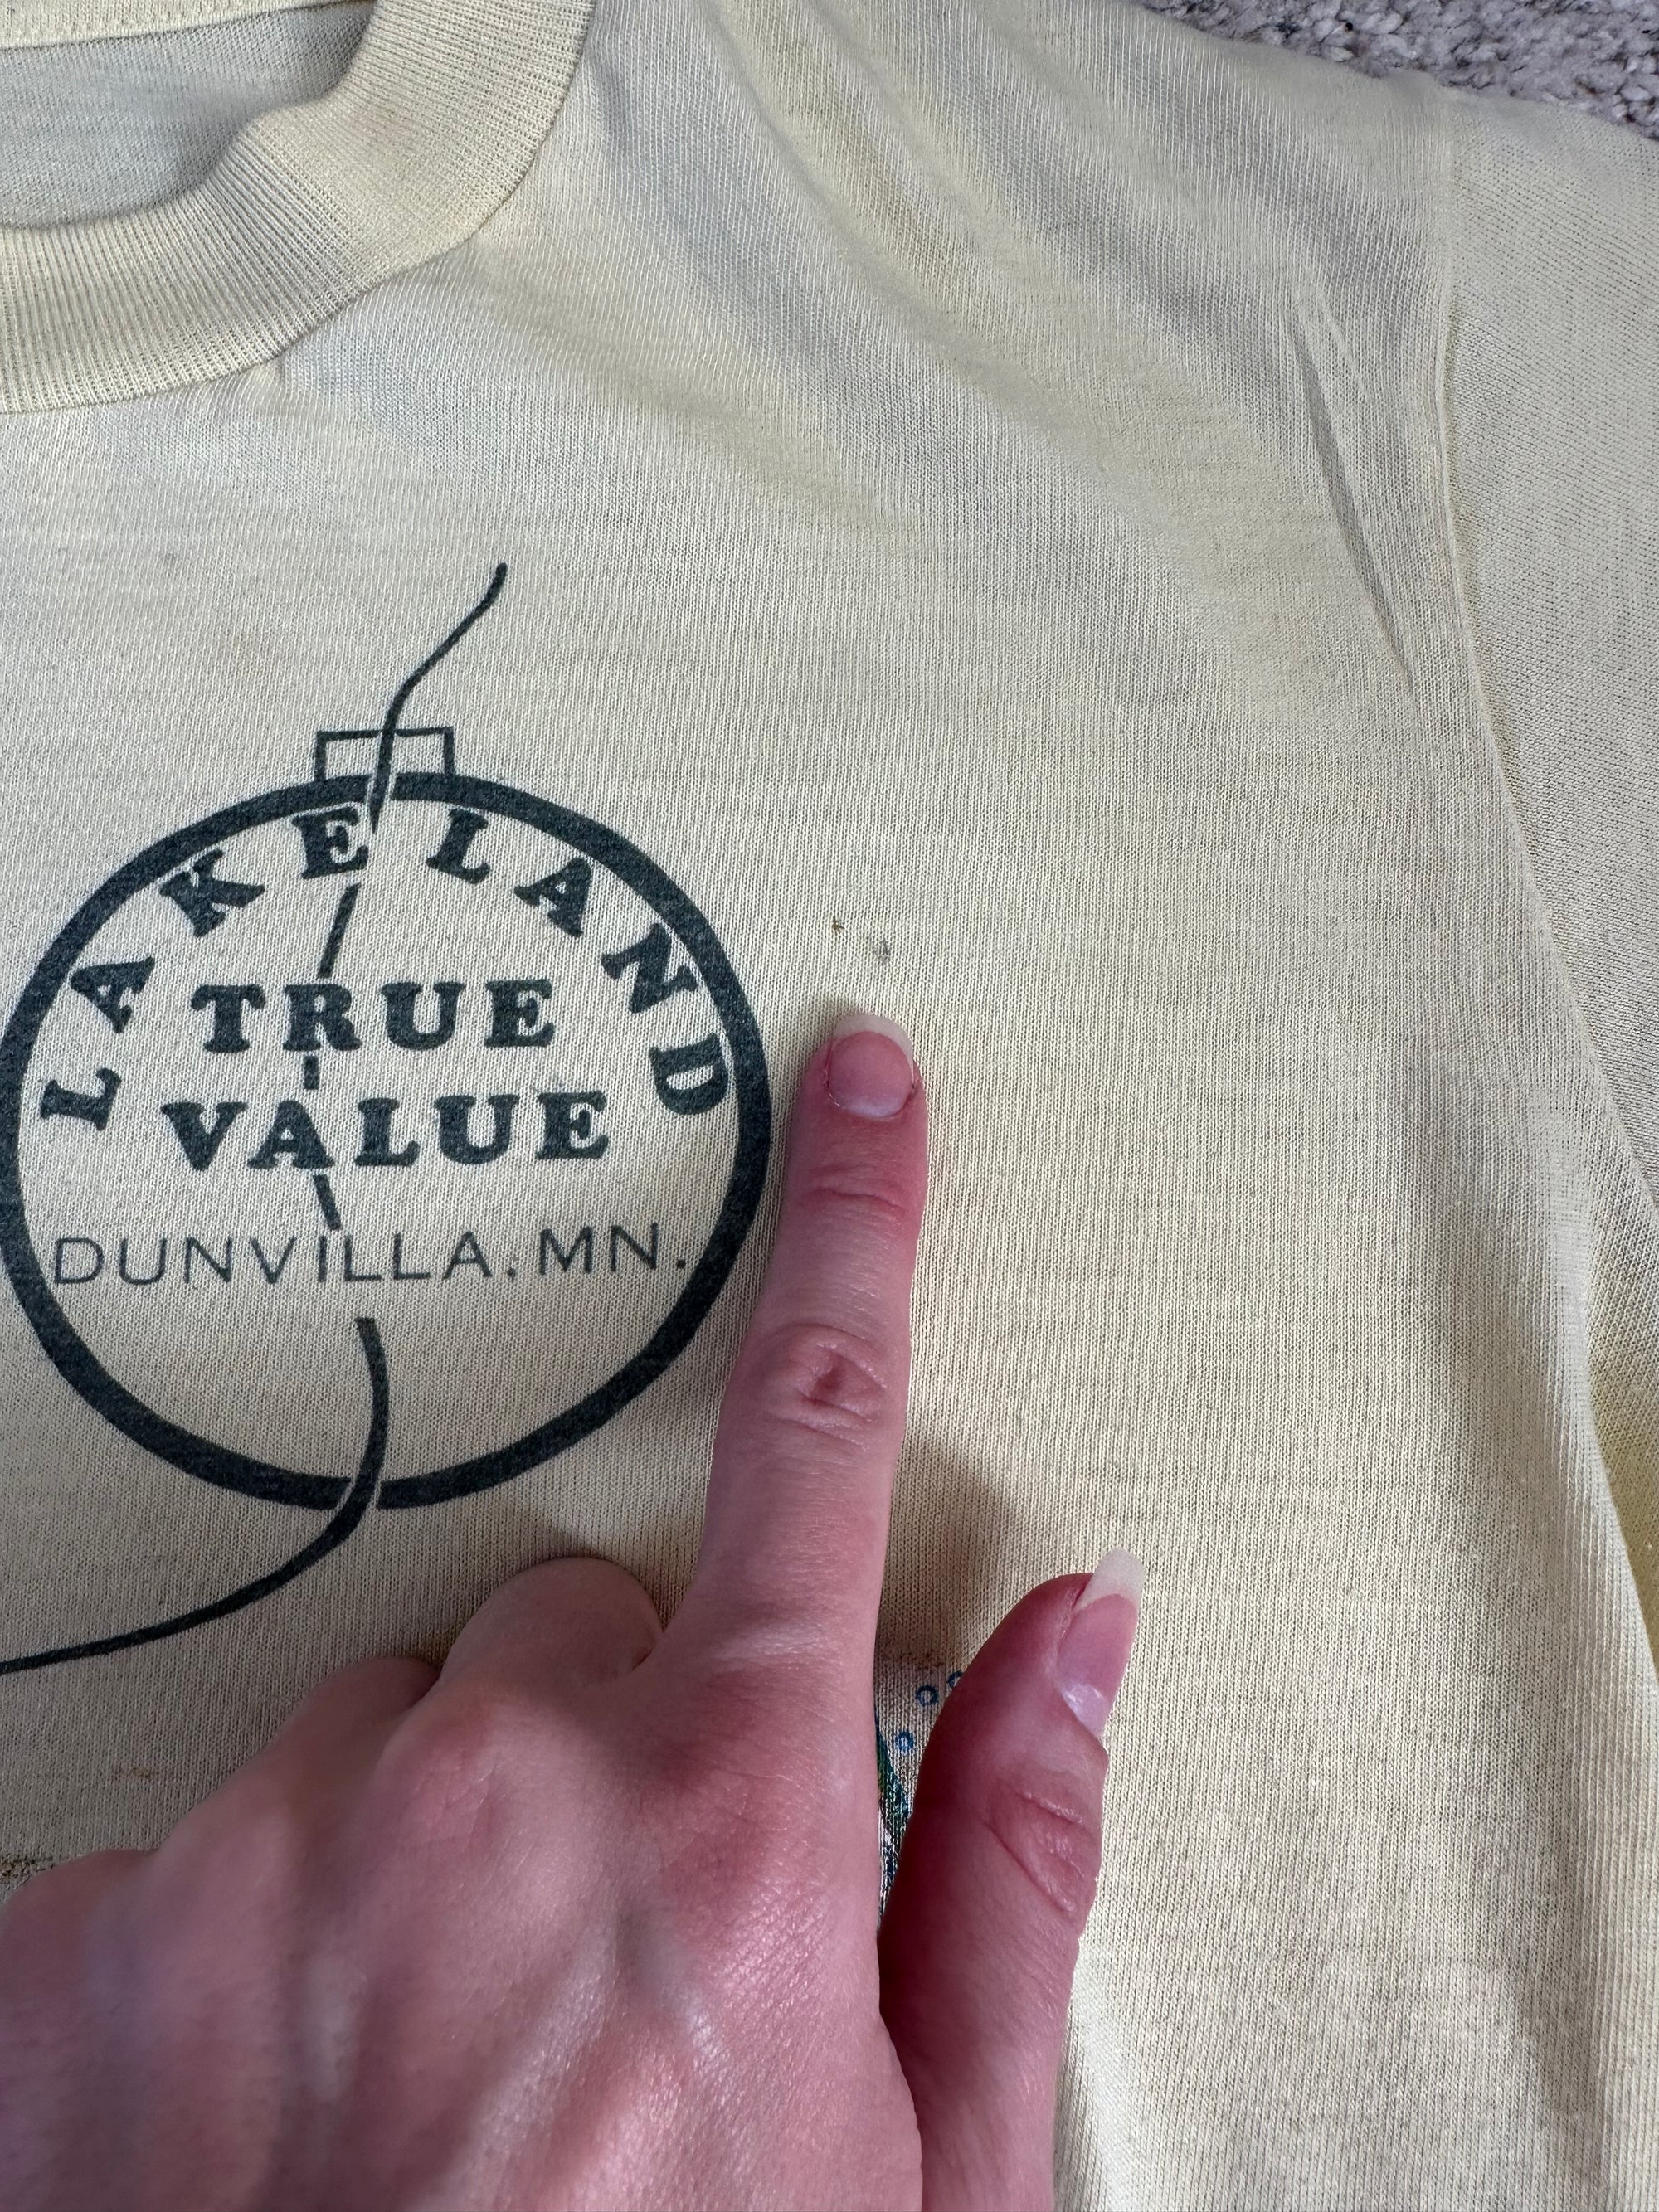 LAKELAND
TRUE
VALUE
DUNVILLA, MN.